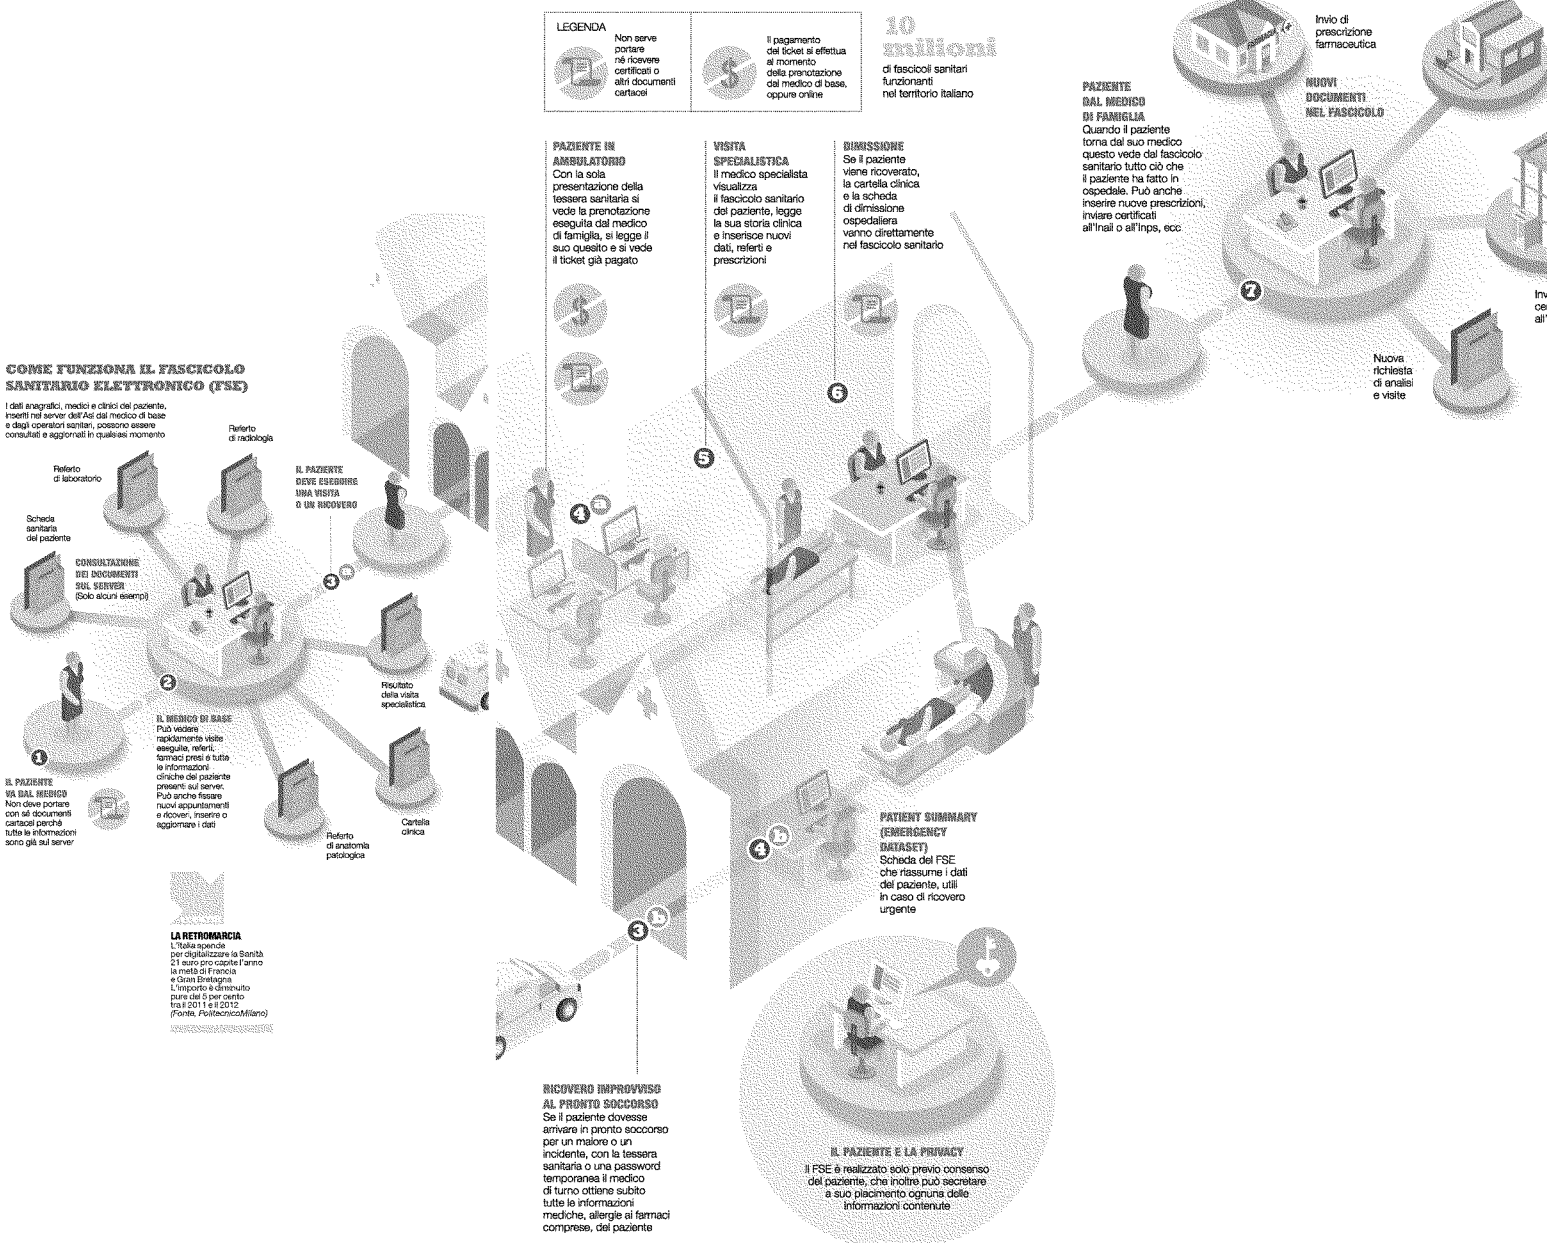 COME FUNZIONA IL FASCICOLO
SANITARIO ELETTRONICO (FSE)
I dati anagrafici, medici e clinici del paziente,
inseriti nel server dell'Asl dal medico di base
e dagli operatori sanitari, possono essere
consultati e aggiornati in qualsiasi momento
Referto
di laboratorio
Referto
di radiologia
Scheda
sanitaria
del paziente
CONSULTAZIONE
DEI DOCUMENTI
SUL SERVER
(Solo alcuni esempi)
IL PAZIENTE
DEVE ESEGUIRE
UNA VISITA
O UN RICOVERO
3 a
2
1
IL PAZIENTE
VA DAL MEDICO
Non deve portare
con sé documenti
cartacei perché
tutte le informazioni
sono già sul server
IL MEDICO DI BASE
Può vedere
rapidamente visite
eseguite, referti,
farmaci presi e tutte
le informazioni
cliniche del paziente
presenti sul server.
Può anche fissare
nuovi appuntamenti
e ricoveri, inserire o
aggiornare i dati
Risultato
della visita
specialistica
Cartella
clinica
Referto
di anatomia
patologica
LA RETROMARCIA
L'Italia spende
per digitalizzare la Sanità
21 euro pro capite l'anno
la metà di Francia
e Gran Bretagna
L'importo è diminuito
pure del 5 per cento
tra il 2011 e il 2012
(Fonte, PolitecnicoMilano)
LEGENDA
Non serve
portare
né ricevere
certificati o
altri documenti
cartacei
$
Il pagamento
del ticket si effettua
al momento
della prenotazione
dal medico di base,
oppure online
10
milioni
di fascicoli sanitari
funzionanti
nel territorio italiano
PAZIENTE IN
AMBULATORIO
Con la sola
presentazione della
tessera sanitaria si
vede la prenotazione
eseguita dal medico
di famiglia, si legge il
suo quesito e si vede
il ticket già pagato
$
VISITA
SPECIALISTICA
Il medico specialista
visualizza
il fascicolo sanitario
del paziente, legge
la sua storia clinica
e inserisce nuovi
dati, referti e
prescrizioni
DIMISSIONE
Se il paziente
viene ricoverato,
la cartella clinica
e la scheda
di dimissione
ospedaliera
vanno direttamente
nel fascicolo sanitario
4 a
5
6
4 b
3 b
PATIENT SUMMARY
(EMERGENCY
DATASET)
Scheda del FSE
che riassume i dati
del paziente, utili
in caso di ricovero
urgente
RICOVERO IMPROVVISO
AL PRONTO SOCCORSO
Se il paziente dovesse
arrivare in pronto soccorso
per un malore o un
incidente, con la tessera
sanitaria o una password
temporanea il medico
di turno ottiene subito
tutte le informazioni
mediche, allergie ai farmaci
comprese, del paziente
IL PAZIENTE E LA PRIVACY
Il FSE è realizzato solo previo consenso
del paziente, che inoltre può secretare
a suo piacimento ognuna delle
informazioni contenute
PAZIENTE
DAL MEDICO
DI FAMIGLIA
Quando il paziente
torna dal suo medico
questo vede dal fascicolo
sanitario tutto ciò che
il paziente ha fatto in
ospedale. Può anche
inserire nuove prescrizioni,
inviare certificati
all'Inail o all'Inps, ecc
FARMACIA
Invio di
prescrizione
farmaceutica
NUOVI
DOCUMENTI
NEL FASCICOLO
7
Nuova
richiesta
di analisi
e visite